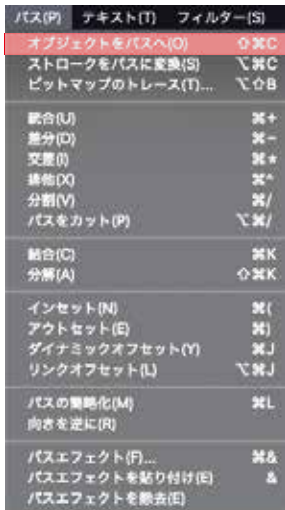 パス(P) テキスト(T) フィルター(S)
オブジェクトをパスへ(O) ⇧⌘C
ストロークをパスに変換(S) ⌥⌘C
ビットマップのトレース(T)... ⌥⇧B
統合(U) ⌘+
差分(D) ⌘-
交差(I) ⌘*
排他(X) ⌘^
分割(V) ⌘/
パスをカット(P) ⌥⌘/
結合(C) ⌘K
分解(A) ⇧⌘K
インセット(N) ⌘(
アウトセット(E) ⌘)
ダイナミックオフセット(Y) ⌘J
リンクオフセット(L) ⌥⌘J
パスの簡略化(M) ⌘L
向きを逆に(R)
パスエフェクト(F)... ⌘&
パスエフェクトを貼り付け(E) &
パスエフェクトを除去(E)